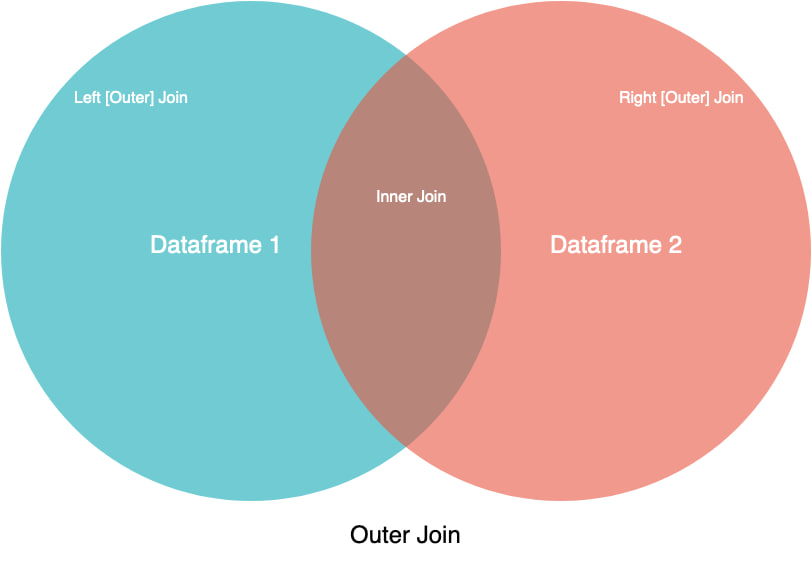 Left [Outer] Join
Right [Outer] Join
Inner Join
Dataframe 1
Dataframe 2
Outer Join